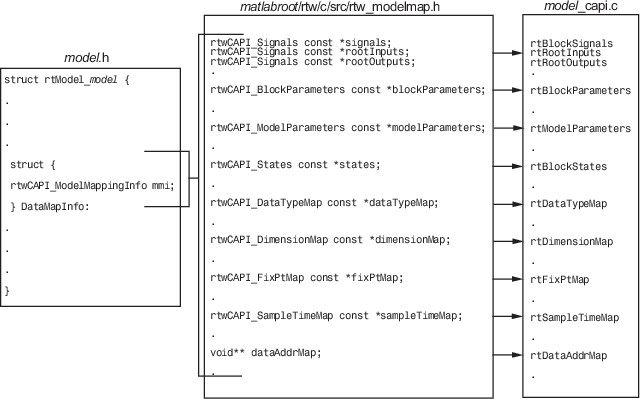 model.h
struct rtModel_model {
.
.
.
struct {
rtwCAPI_ModelMappingInfo mmi;
} DataMapInfo:
.
.
.
}
matlabroot/rtw/c/src/rtw_modelmap.h
rtwCAPI_Signals const *signals;
rtwCAPI_Signals const *rootInputs;
rtwCAPI_Signals const *rootOutputs;
.
rtwCAPI_BlockParameters const *blockParameters;
.
rtwCAPI_ModelParameters const *modelParameters;
.
rtwCAPI_States const *states;
.
rtwCAPI_DataTypeMap const *dataTypeMap;
.
rtwCAPI_DimensionMap const *dimensionMap;
.
rtwCAPI_FixPtMap const *fixPtMap;
.
rtwCAPI_SampleTimeMap const *sampleTimeMap;
.
void** dataAddrMap;
.
model_capi.c
rtBlockSignals
rtRootInputs
rtRootOutputs
.
rtBlockParameters
.
rtModelParameters
.
rtBlockStates
.
rtDataTypeMap
.
rtDimensionMap
.
rtFixPtMap
.
rtSampleTimeMap
.
rtDataAddrMap
.